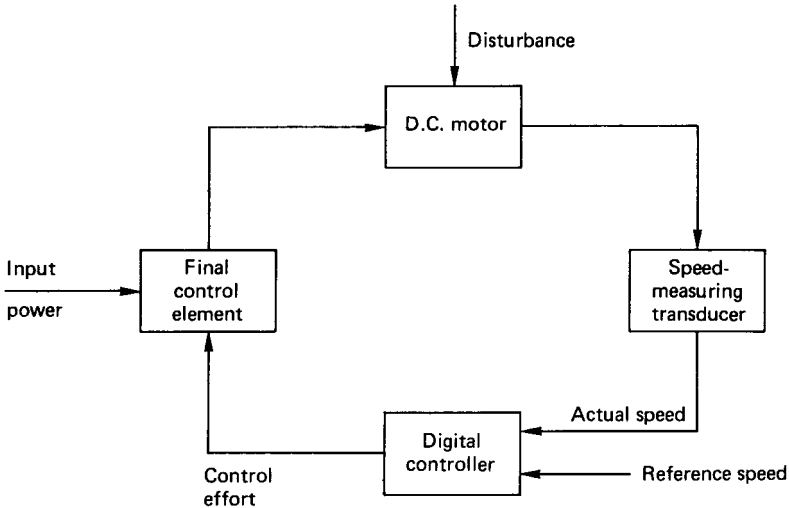 Disturbance
D.C. motor
Input
power
Final
control
element
Speed-
measuring
transducer
Actual speed
Digital
controller
Reference speed
Control
effort